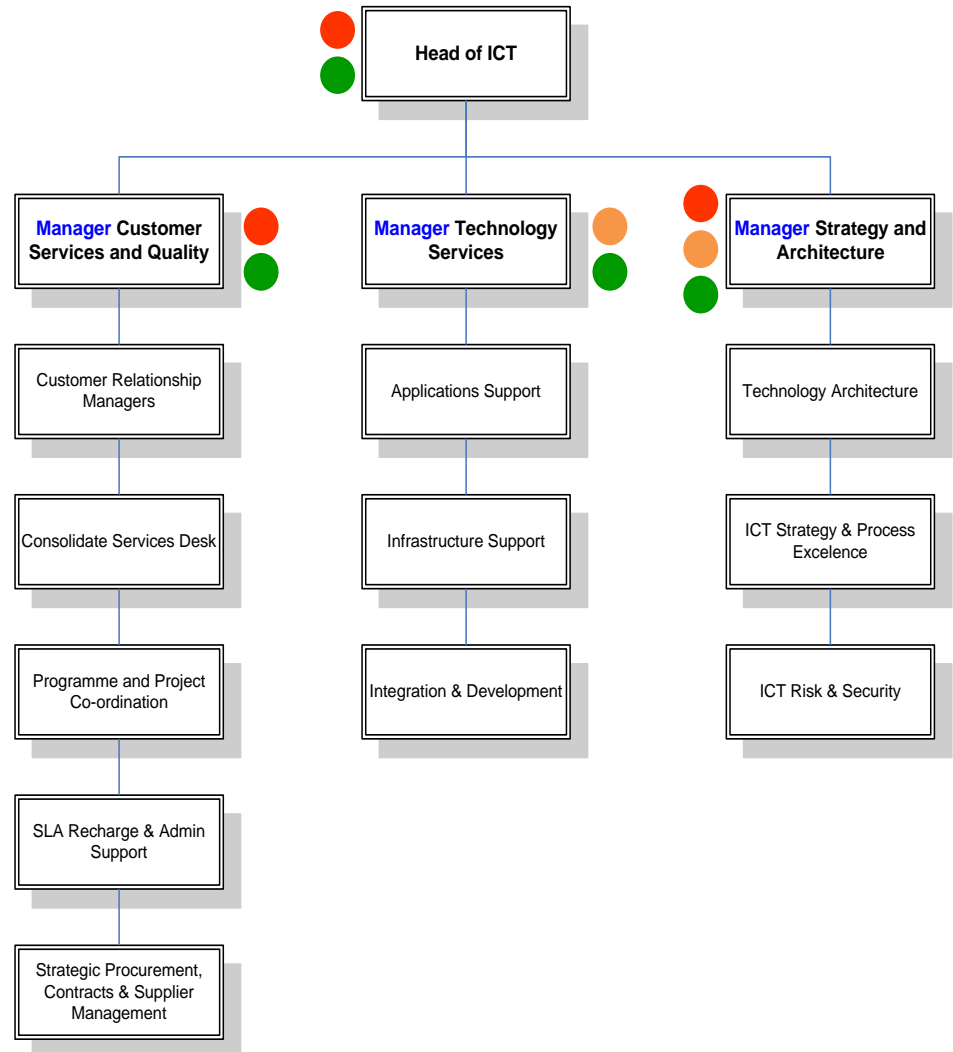 Head of ICT
Manager Customer
Services and Quality
Manager Technology
Services
Manager Strategy and
Architecture
Customer Relationship
Managers
Applications Support
Technology Architecture
Consolidate Services Desk
Infrastructure Support
ICT Strategy & Process
Excelence
Programme and Project
Co-ordination
Integration & Development
ICT Risk & Security
SLA Recharge & Admin
Support
Strategic Procurement,
Contracts & Supplier
Management